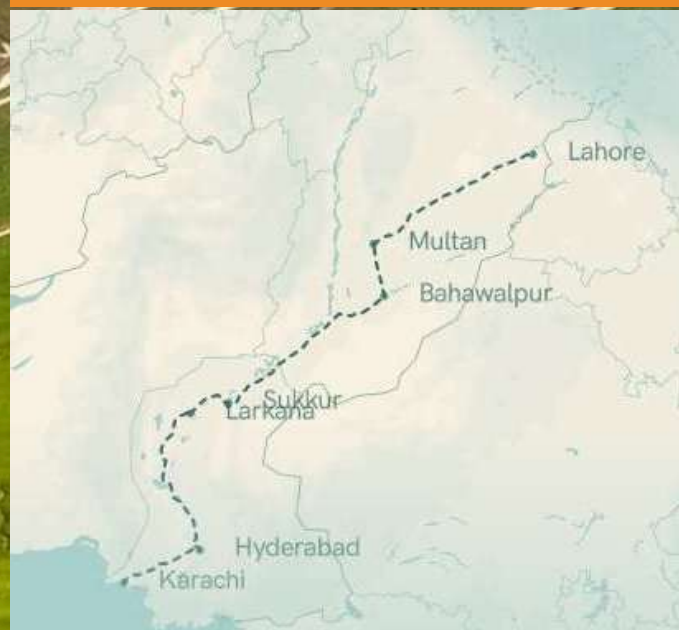 Lahore
Multan
Bahawalpur
Sukkur
Larkana
Hyderabad
Karachi